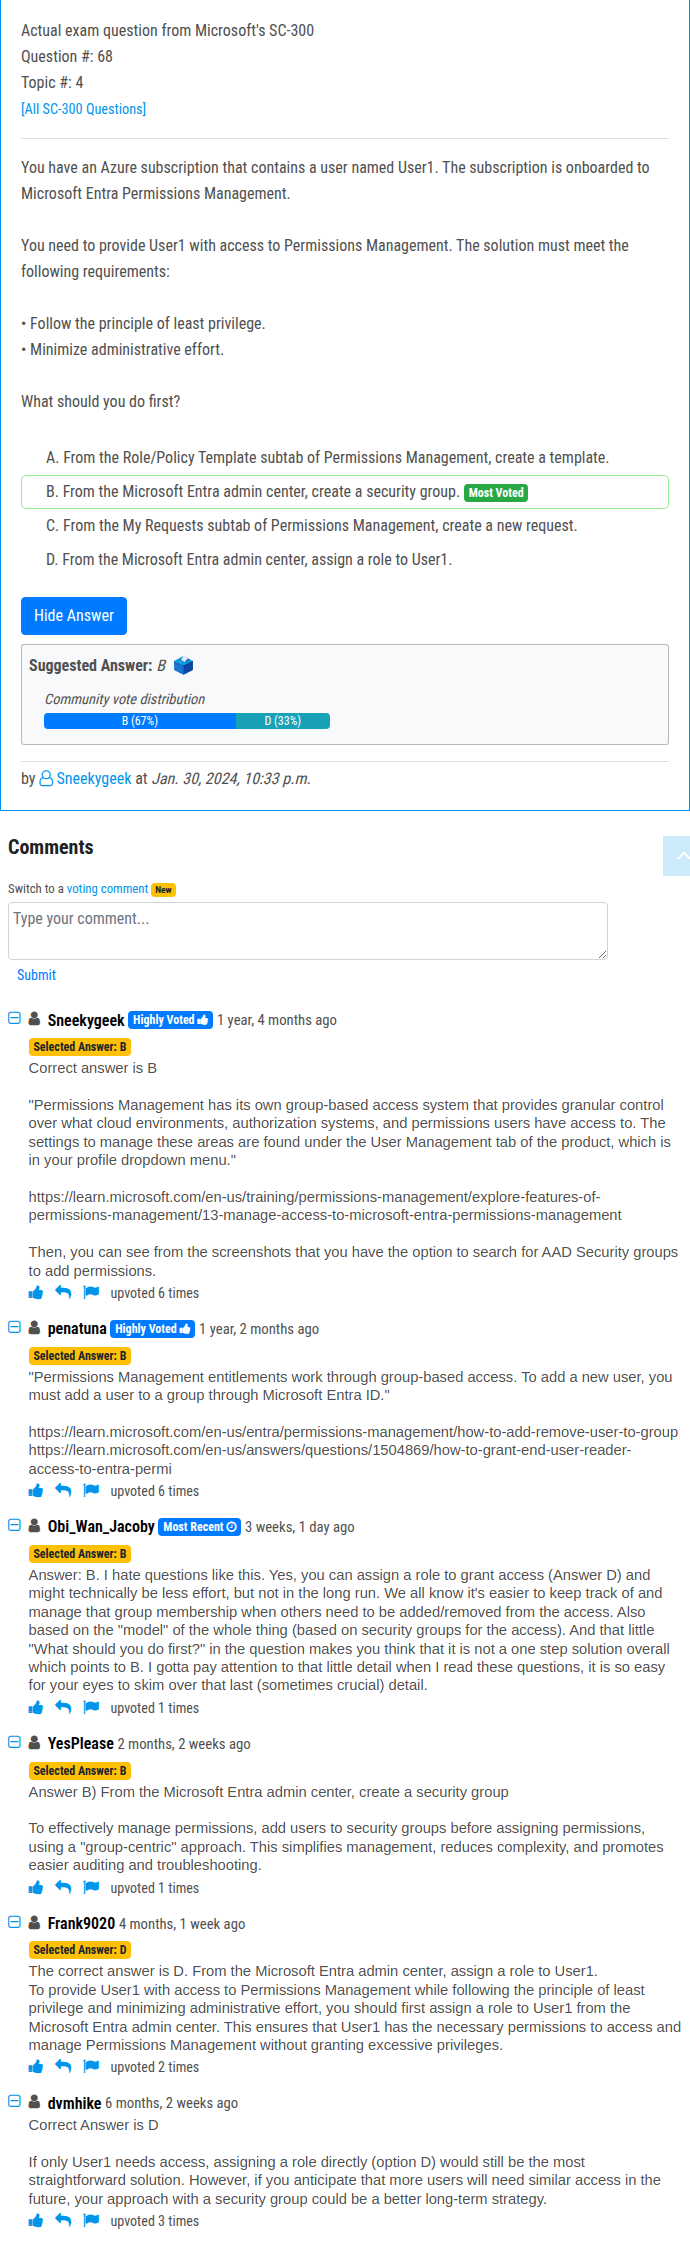 Actual exam question from Microsoft's SC-300
Question #: 68
Topic #: 4
[All SC-300 Questions]
You have an Azure subscription that contains a user named User1. The subscription is onboarded to
Microsoft Entra Permissions Management.
You need to provide User1 with access to Permissions Management. The solution must meet the
following requirements:
• Follow the principle of least privilege.
• Minimize administrative effort.
What should you do first?
A. From the Role/Policy Template subtab of Permissions Management, create a template.
B. From the Microsoft Entra admin center, create a security group. Most Voted
C. From the My Requests subtab of Permissions Management, create a new request.
D. From the Microsoft Entra admin center, assign a role to User1.
Hide Answer
Suggested Answer: B
Community vote distribution
B (67%) D (33%)
by Sneekygeek at Jan. 30, 2024, 10:33 p.m.
Comments
Switch to a voting comment New
Type your comment...
Submit
Sneekygeek Highly Voted 1 year, 4 months ago
Selected Answer: B
Correct answer is B
"Permissions Management has its own group-based access system that provides granular control
over what cloud environments, authorization systems, and permissions users have access to. The
settings to manage these areas are found under the User Management tab of the product, which is
in your profile dropdown menu."
https://learn.microsoft.com/en-us/training/permissions-management/explore-features-of-
permissions-management/13-manage-access-to-microsoft-entra-permissions-management
Then, you can see from the screenshots that you have the option to search for AAD Security groups
to add permissions.
upvoted 6 times
penatuna Highly Voted 1 year, 2 months ago
Selected Answer: B
"Permissions Management entitlements work through group-based access. To add a new user, you
must add a user to a group through Microsoft Entra ID."
https://learn.microsoft.com/en-us/entra/permissions-management/how-to-add-remove-user-to-group
https://learn.microsoft.com/en-us/answers/questions/1504869/how-to-grant-end-user-reader-
access-to-entra-permi
upvoted 6 times
Obi_Wan_Jacoby Most Recent 3 weeks, 1 day ago
Selected Answer: B
Answer: B. I hate questions like this. Yes, you can assign a role to grant access (Answer D) and
might technically be less effort, but not in the long run. We all know it's easier to keep track of and
manage that group membership when others need to be added/removed from the access. Also
based on the "model" of the whole thing (based on security groups for the access). And that little
"What should you do first?" in the question makes you think that it is not a one step solution overall
which points to B. I gotta pay attention to that little detail when I read these questions, it is so easy
for your eyes to skim over that last (sometimes crucial) detail.
upvoted 1 times
YesPlease 2 months, 2 weeks ago
Selected Answer: B
Answer B) From the Microsoft Entra admin center, create a security group
To effectively manage permissions, add users to security groups before assigning permissions,
using a "group-centric" approach. This simplifies management, reduces complexity, and promotes
easier auditing and troubleshooting.
upvoted 1 times
Frank9020 4 months, 1 week ago
Selected Answer: D
The correct answer is D. From the Microsoft Entra admin center, assign a role to User1.
To provide User1 with access to Permissions Management while following the principle of least
privilege and minimizing administrative effort, you should first assign a role to User1 from the
Microsoft Entra admin center. This ensures that User1 has the necessary permissions to access and
manage Permissions Management without granting excessive privileges.
upvoted 2 times
dvmhike 6 months, 2 weeks ago
Correct Answer is D
If only User1 needs access, assigning a role directly (option D) would still be the most
straightforward solution. However, if you anticipate that more users will need similar access in the
future, your approach with a security group could be a better long-term strategy.
upvoted 3 times